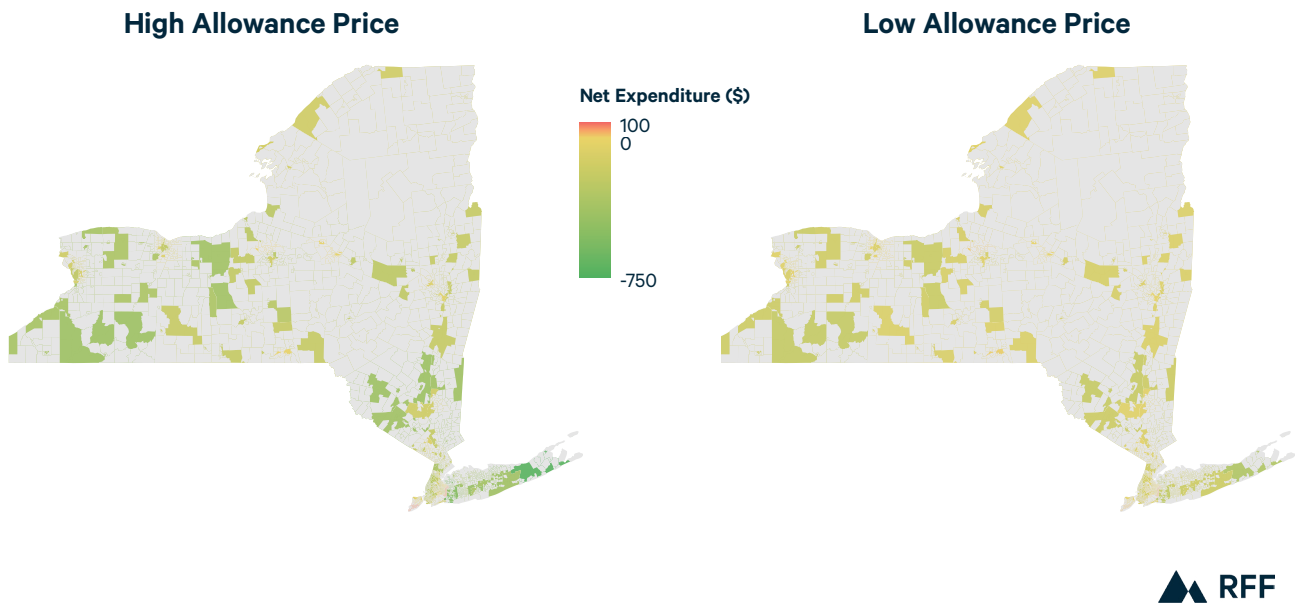 High Allowance Price
Low Allowance Price
Net Expenditure ($)
100
0
-750
RFF